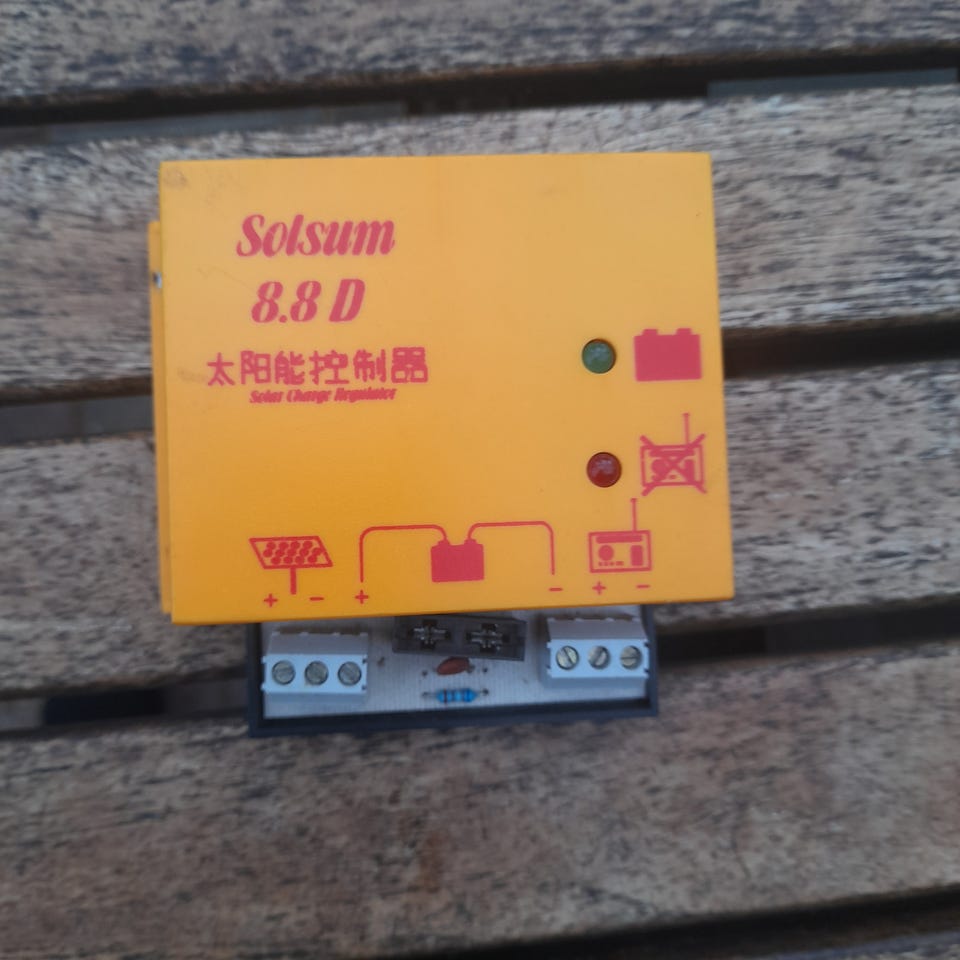 Solsum
8.8 D
太阳能控制器
Solar Charge Regulator
+ − + − + −